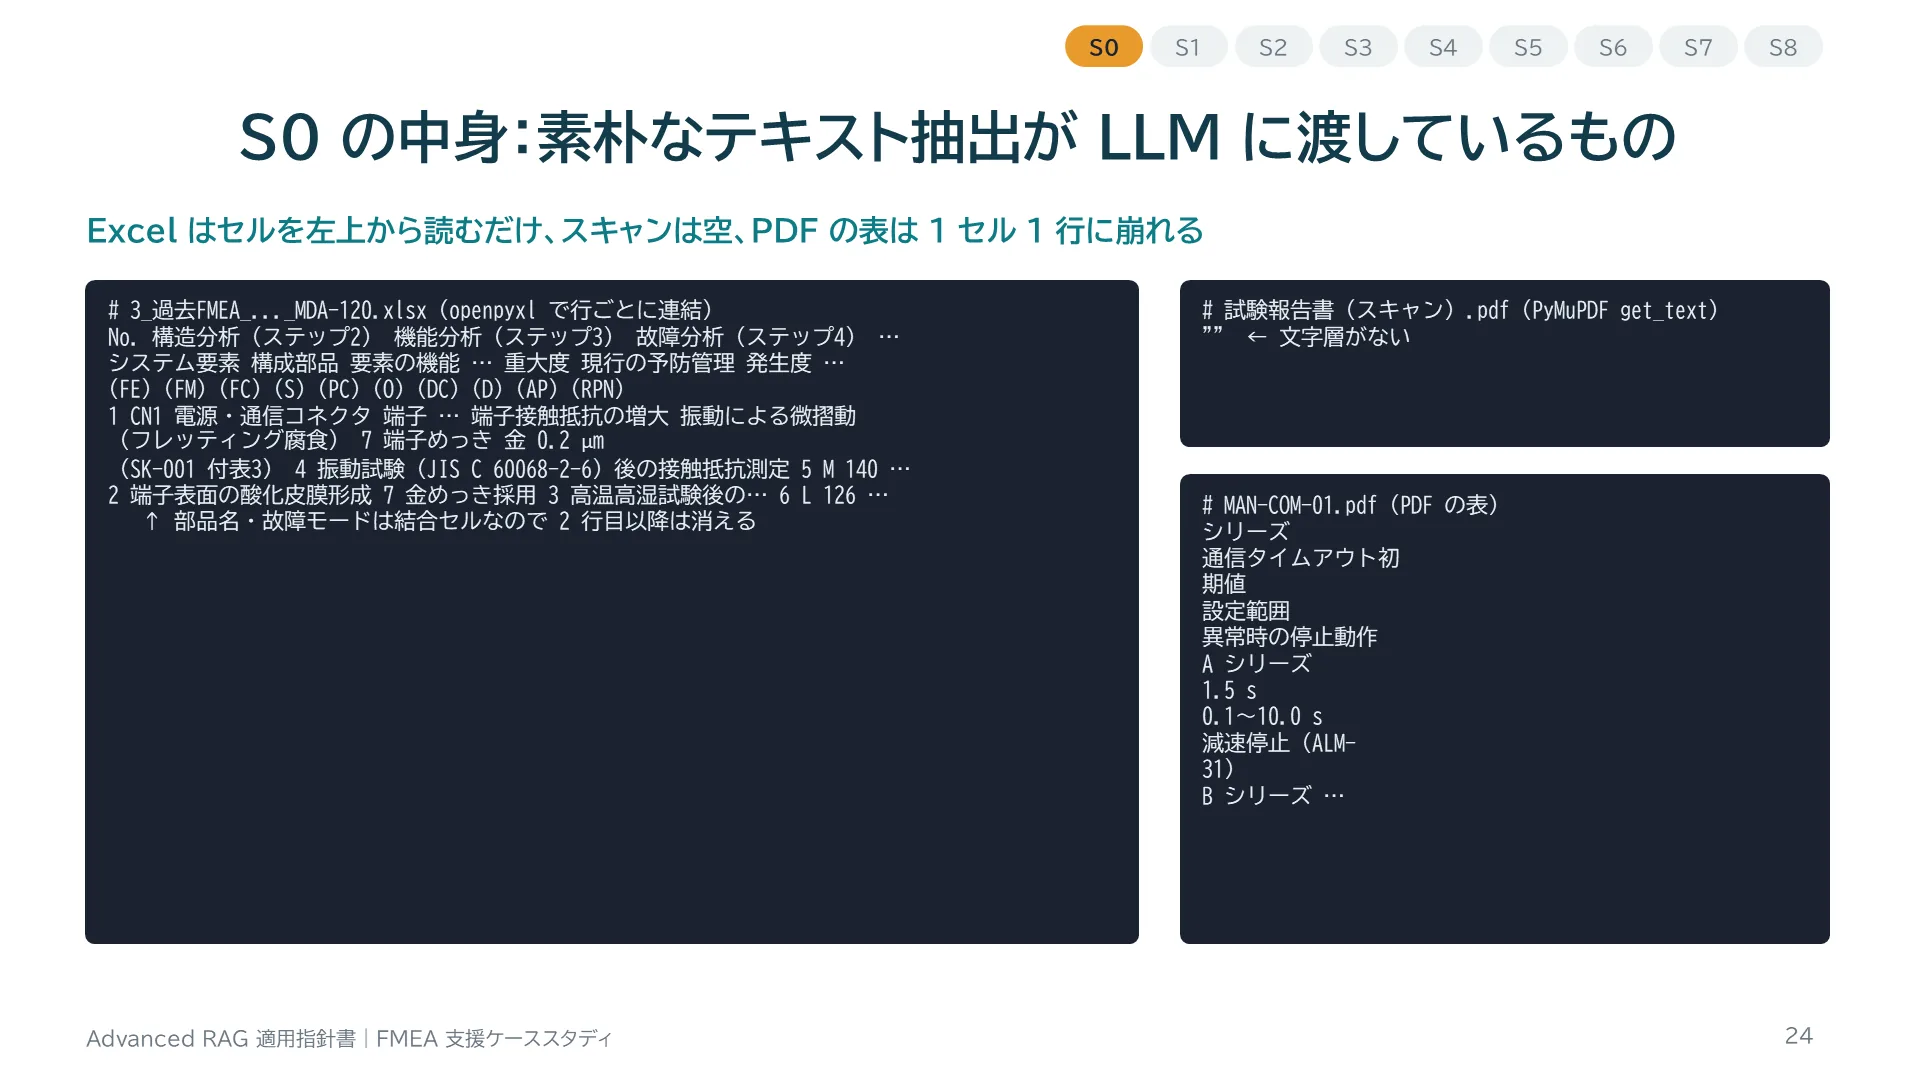 S0 S1 S2 S3 S4 S5 S6 S7 S8
S0 の中身：素朴なテキスト抽出が LLM に渡しているもの
Excel はセルを左上から読むだけ、スキャンは空、PDF の表は 1 セル 1 行に崩れる
# 3_過去FMEA_..._MDA-120.xlsx（openpyxl で行ごとに連結）
No. 構造分析（ステップ2） 機能分析（ステップ3） 故障分析（ステップ4） …
システム要素 構成部品 要素の機能 … 重大度 現行の予防管理 発生度 …
(FE) (FM) (FC) (S) (PC) (O) (DC) (D) (AP) (RPN)
1 CN1 電源・通信コネクタ 端子 … 端子接触抵抗の増大 振動による微摺動
（フレッティング腐食） 7 端子めっき 金 0.2 μm
（SK-001 付表3） 4 振動試験（JIS C 60068-2-6）後の接触抵抗測定 5 M 140 …
2 端子表面の酸化皮膜形成 7 金めっき採用 3 高温高湿試験後の… 6 L 126 …
↑ 部品名・故障モードは結合セルなので 2 行目以降は消える
# 試験報告書（スキャン）.pdf（PyMuPDF get_text）
”” ← 文字層がない
# MAN-COM-01.pdf（PDF の表）
シリーズ
通信タイムアウト初
期値
設定範囲
異常時の停止動作
A シリーズ
1.5 s
0.1～10.0 s
減速停止（ALM-
31）
B シリーズ …
Advanced RAG 適用指針書｜FMEA 支援ケーススタディ
24